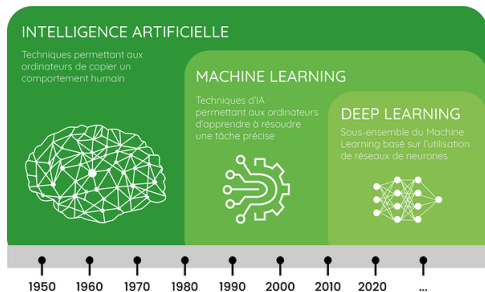 INTELLIGENCE ARTIFICIELLE
Techniques permettant aux
ordinateurs de copier un
comportement humain
MACHINE LEARNING
Techniques d'IA
permettant aux ordinateurs
d'apprendre à résoudre
une tâche précise
DEEP LEARNING
Sous-ensemble du Machine
Learning basé sur l'utilisation
de réseaux de neurones
1950 1960 1970 1980 1990 2000 2010 2020 ...